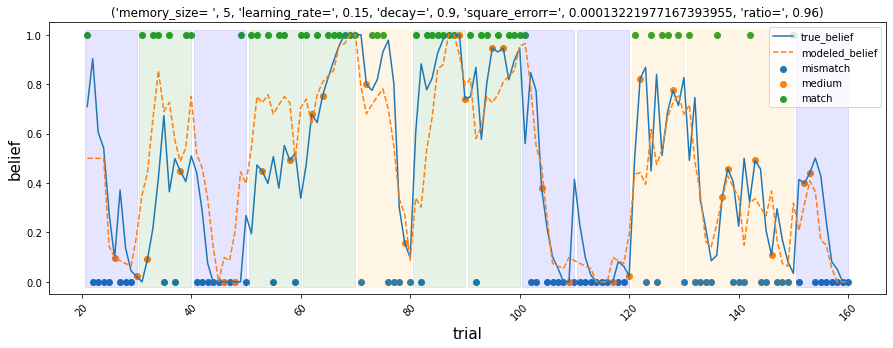 ('memory_size= ', 5, 'learning_rate=', 0.15, 'decay=', 0.9, 'square_errorr=', 0.00013221977167393955, 'ratio=', 0.96)
1.0
0.8
0.6
0.4
0.2
0.0
belief
20
40
60
80
100
120
140
160
trial
true_belief
modeled_belief
mismatch
medium
match